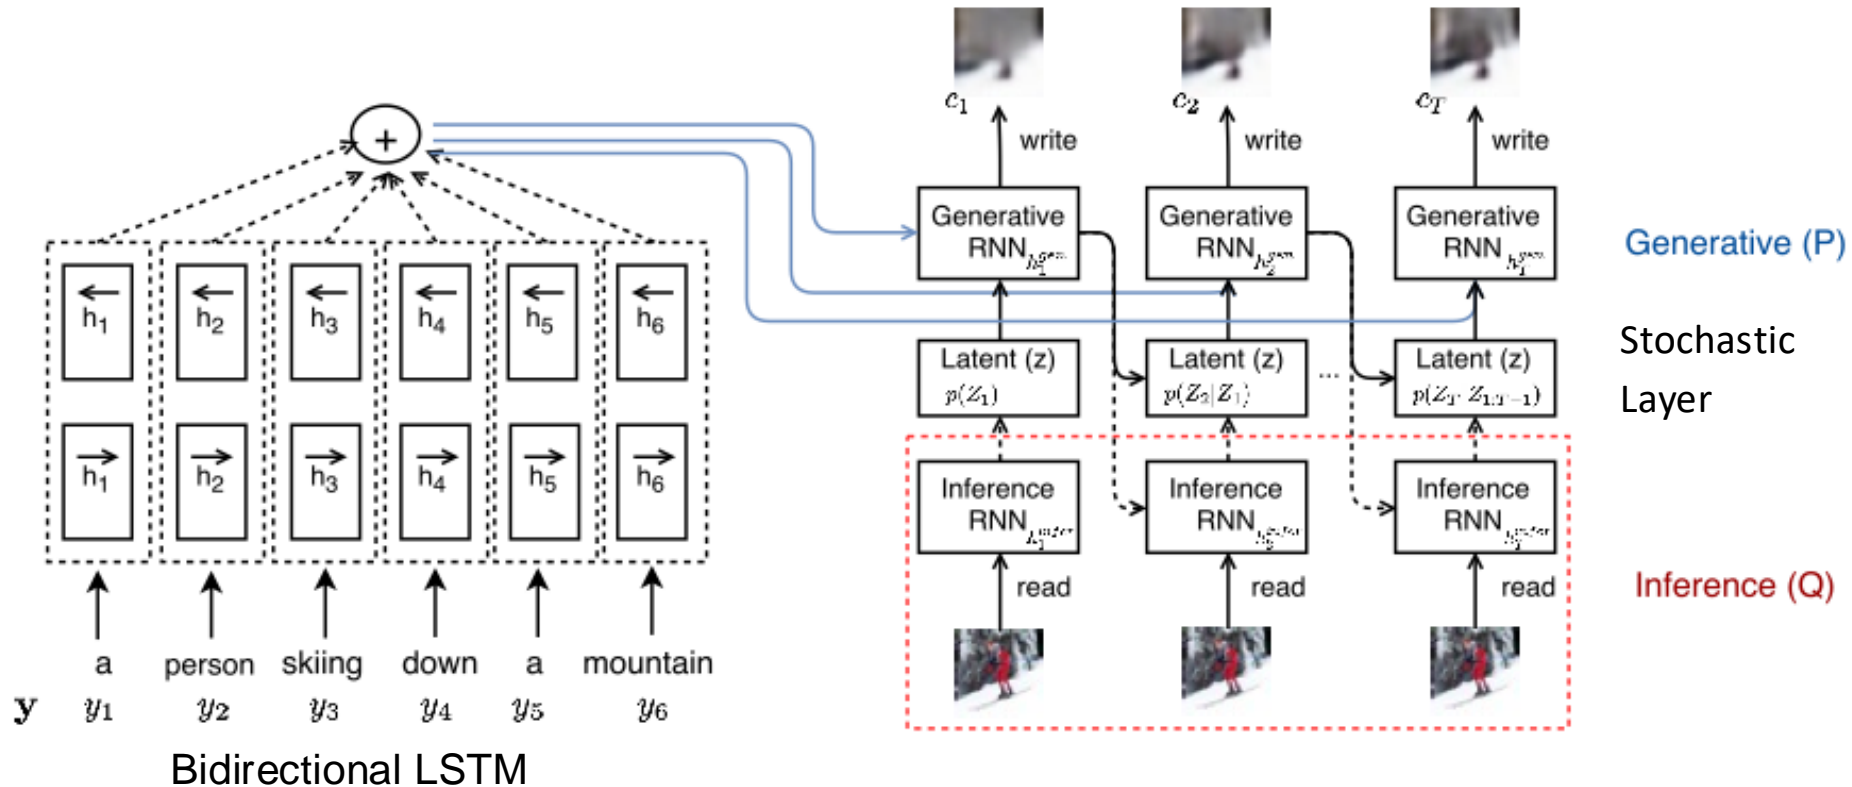 +
h₁ h₂ h₃ h₄ h₅ h₆
h₁ h₂ h₃ h₄ h₅ h₆
a person skiing down a mountain
y y₁ y₂ y₃ y₄ y₅ y₆
Bidirectional LSTM
c₁ c₂ c_T
write write write
Generative Generative Generative
RNN RNN RNN
Generative (P)
Latent (z) Latent (z) ... Latent (z)
p(Z₁) p(Z₂|Z₁)
Stochastic
Layer
Inference Inference Inference
RNN RNN RNN
read read read
Inference (Q)